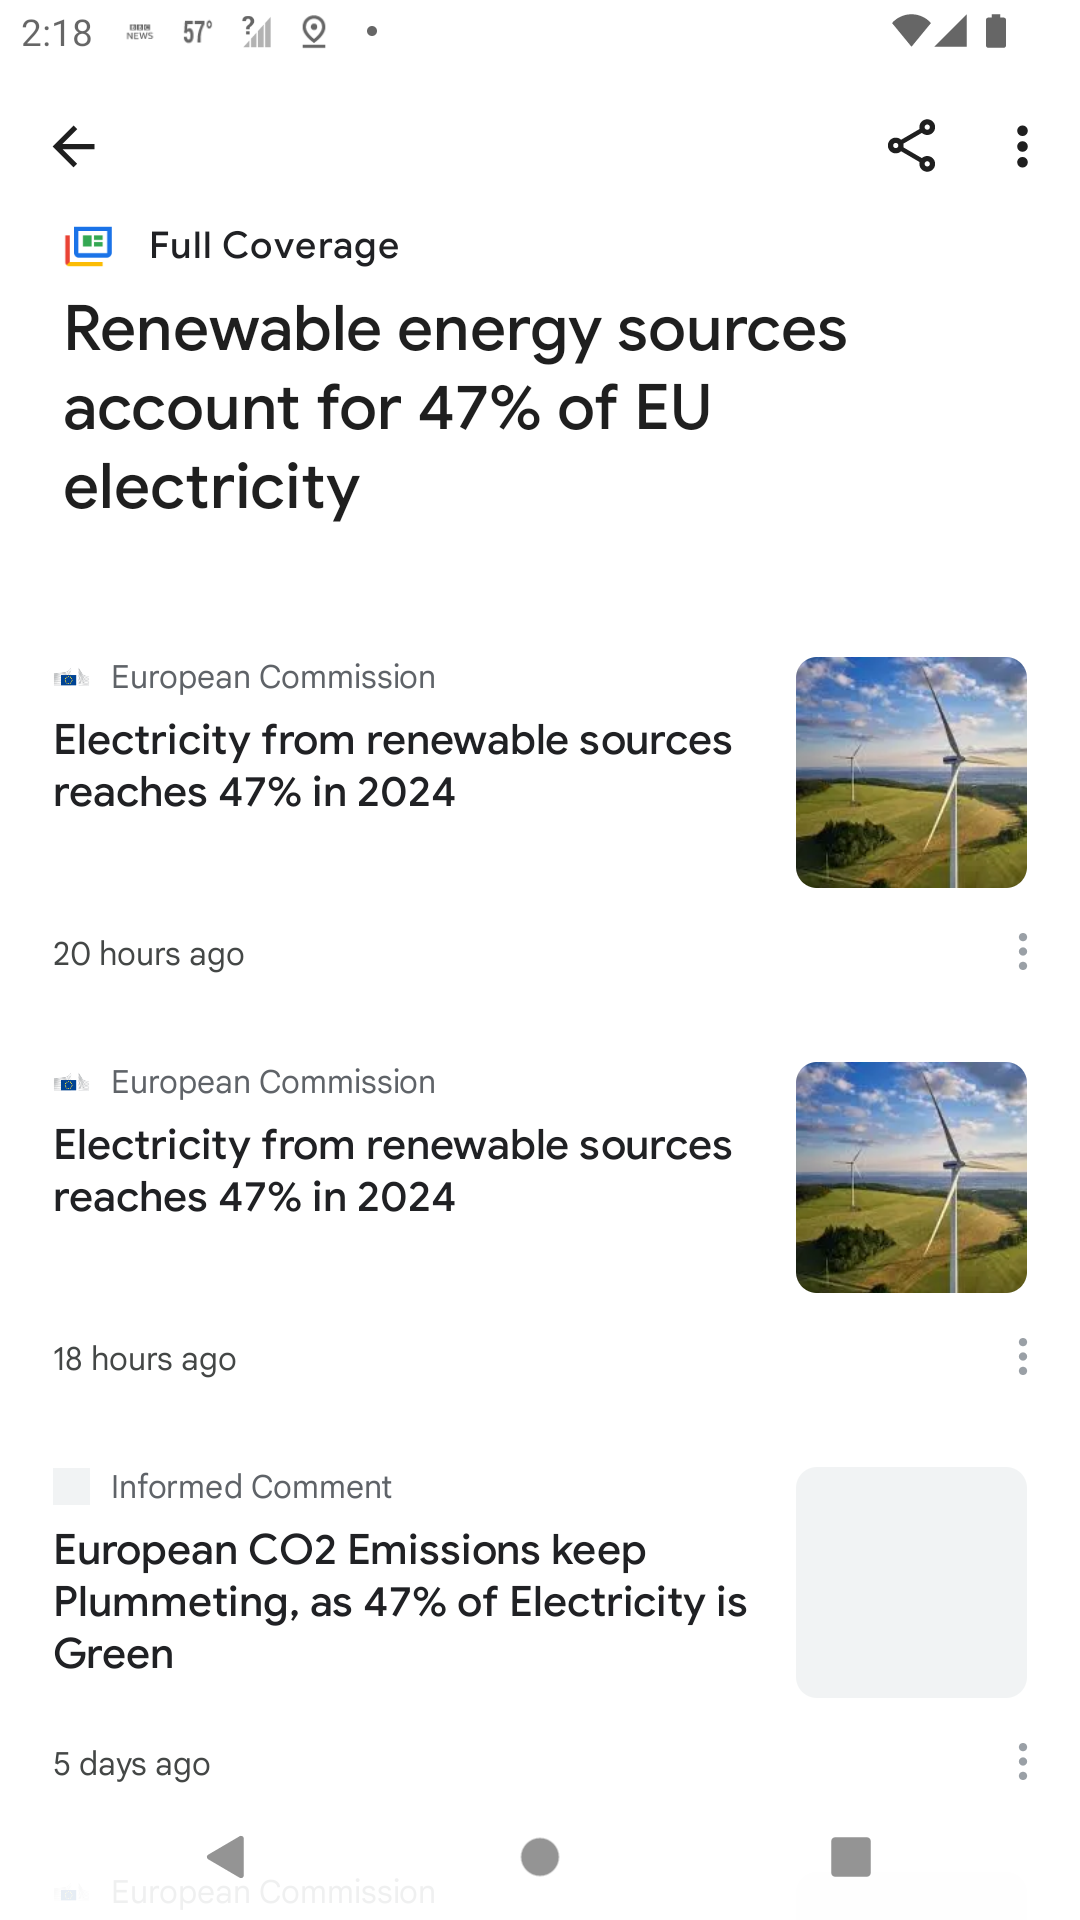 2:18 BBC NEWS 57° ?
Full Coverage
Renewable energy sources
account for 47% of EU
electricity
European Commission
Electricity from renewable sources
reaches 47% in 2024
20 hours ago
European Commission
Electricity from renewable sources
reaches 47% in 2024
18 hours ago
Informed Comment
European CO2 Emissions keep
Plummeting, as 47% of Electricity is
Green
5 days ago
European Commission